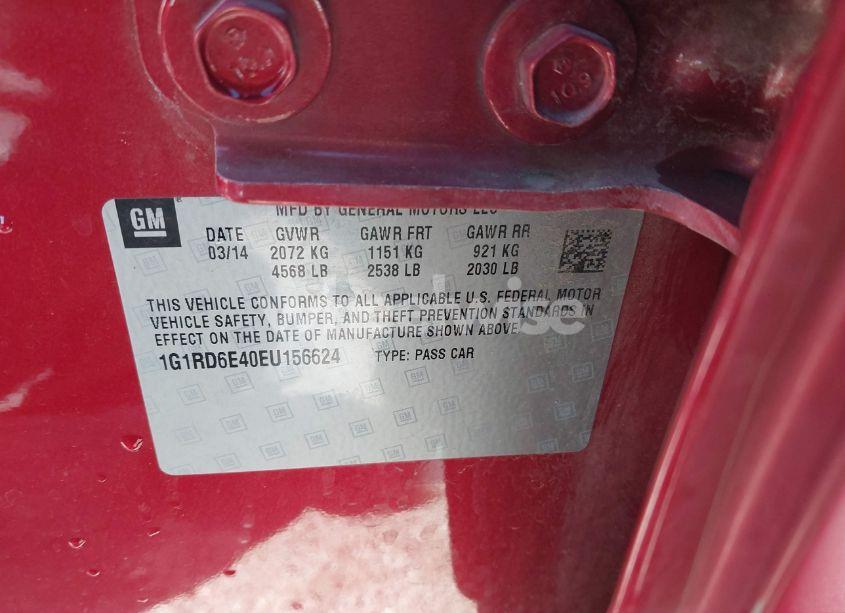 GM
MFD BY GENERAL MOTORS LLC
DATE GVWR GAWR FRT GAWR RR
03/14 2072 KG 1151 KG 921 KG
4568 LB 2538 LB 2030 LB
THIS VEHICLE CONFORMS TO ALL APPLICABLE U.S. FEDERAL MOTOR
VEHICLE SAFETY, BUMPER, AND THEFT PREVENTION STANDARDS IN
EFFECT ON THE DATE OF MANUFACTURE SHOWN ABOVE.
1G1RD6E40EU156624 TYPE: PASS CAR